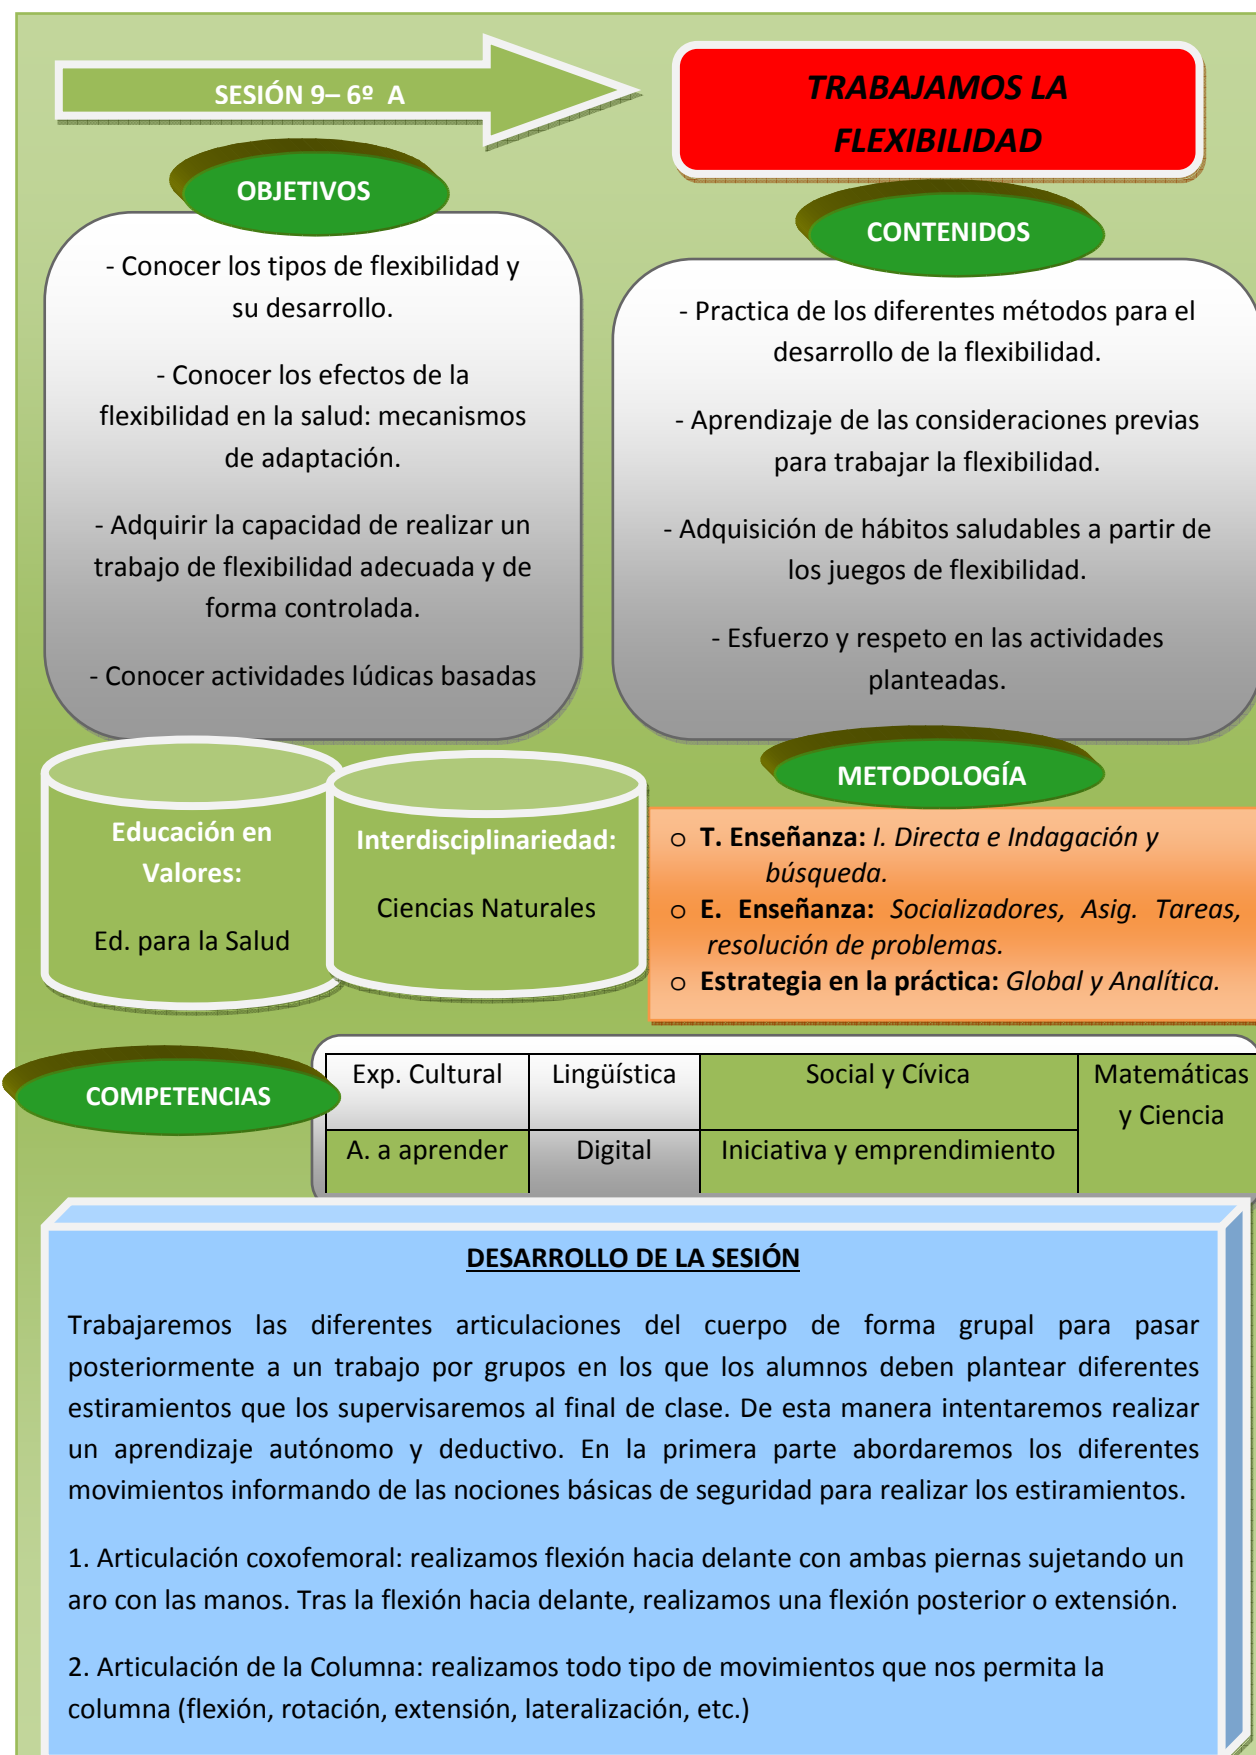 SESIÓN 9– 6º A
TRABAJAMOS LA
FLEXIBILIDAD
OBJETIVOS
- Conocer los tipos de flexibilidad y
su desarrollo.
- Conocer los efectos de la
flexibilidad en la salud: mecanismos
de adaptación.
- Adquirir la capacidad de realizar un
trabajo de flexibilidad adecuada y de
forma controlada.
- Conocer actividades lúdicas basadas
CONTENIDOS
- Practica de los diferentes métodos para el
desarrollo de la flexibilidad.
- Aprendizaje de las consideraciones previas
para trabajar la flexibilidad.
- Adquisición de hábitos saludables a partir de
los juegos de flexibilidad.
- Esfuerzo y respeto en las actividades
planteadas.
Educación en
Valores:
Ed. para la Salud
Interdisciplinariedad:
Ciencias Naturales
METODOLOGÍA
o T. Enseñanza: I. Directa e Indagación y
búsqueda.
o E. Enseñanza: Socializadores, Asig. Tareas,
resolución de problemas.
o Estrategia en la práctica: Global y Analítica.
COMPETENCIAS
Exp. Cultural Lingüística Social y Cívica Matemáticas
y Ciencia
A. a aprender Digital Iniciativa y emprendimiento
DESARROLLO DE LA SESIÓN
Trabajaremos las diferentes articulaciones del cuerpo de forma grupal para pasar
posteriormente a un trabajo por grupos en los que los alumnos deben plantear diferentes
estiramientos que los supervisaremos al final de clase. De esta manera intentaremos realizar
un aprendizaje autónomo y deductivo. En la primera parte abordaremos los diferentes
movimientos informando de las nociones básicas de seguridad para realizar los estiramientos.
1. Articulación coxofemoral: realizamos flexión hacia delante con ambas piernas sujetando un
aro con las manos. Tras la flexión hacia delante, realizamos una flexión posterior o extensión.
2. Articulación de la Columna: realizamos todo tipo de movimientos que nos permita la
columna (flexión, rotación, extensión, lateralización, etc.)